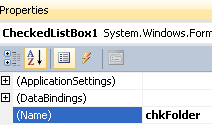 Properties
CheckedListBox1 System.Windows.Form
(ApplicationSettings)
(DataBindings)
(Name) chkFolder